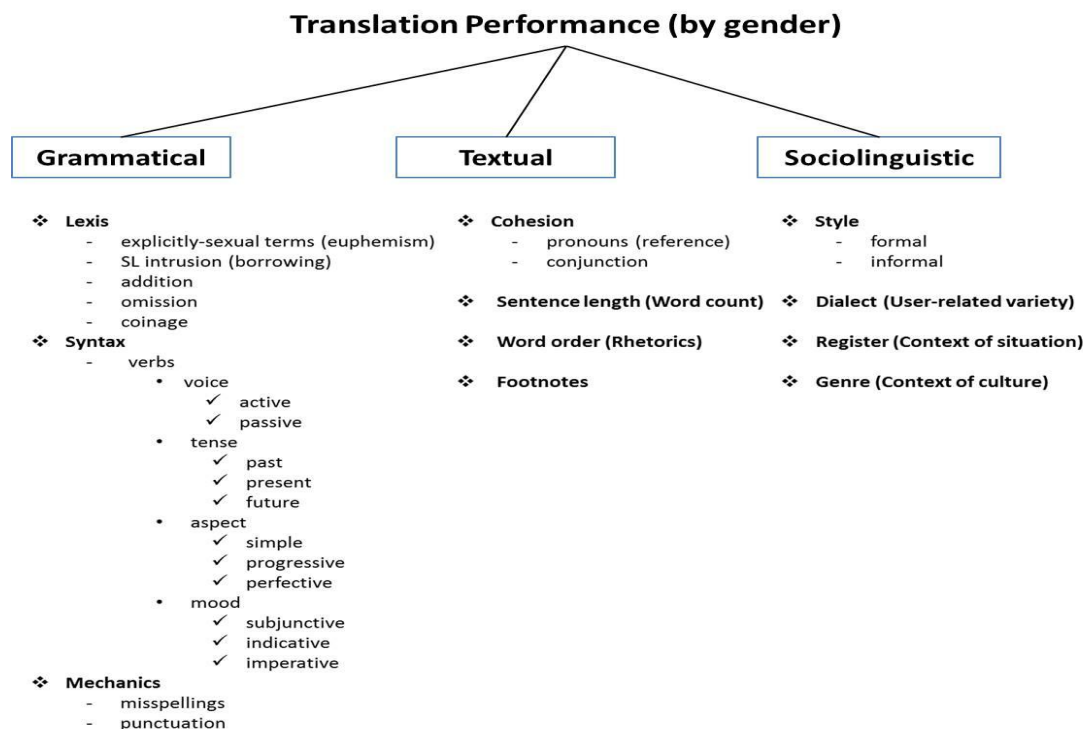 Translation Performance (by gender)
Grammatical
❖ Lexis
- explicitly-sexual terms (euphemism)
- SL intrusion (borrowing)
- addition
- omission
- coinage
❖ Syntax
- verbs
• voice
✓ active
✓ passive
• tense
✓ past
✓ present
✓ future
• aspect
✓ simple
✓ progressive
✓ perfective
• mood
✓ subjunctive
✓ indicative
✓ imperative
❖ Mechanics
- misspellings
- punctuation
Textual
❖ Cohesion
- pronouns (reference)
- conjunction
❖ Sentence length (Word count)
❖ Word order (Rhetorics)
❖ Footnotes
Sociolinguistic
❖ Style
- formal
- informal
❖ Dialect (User-related variety)
❖ Register (Context of situation)
❖ Genre (Context of culture)